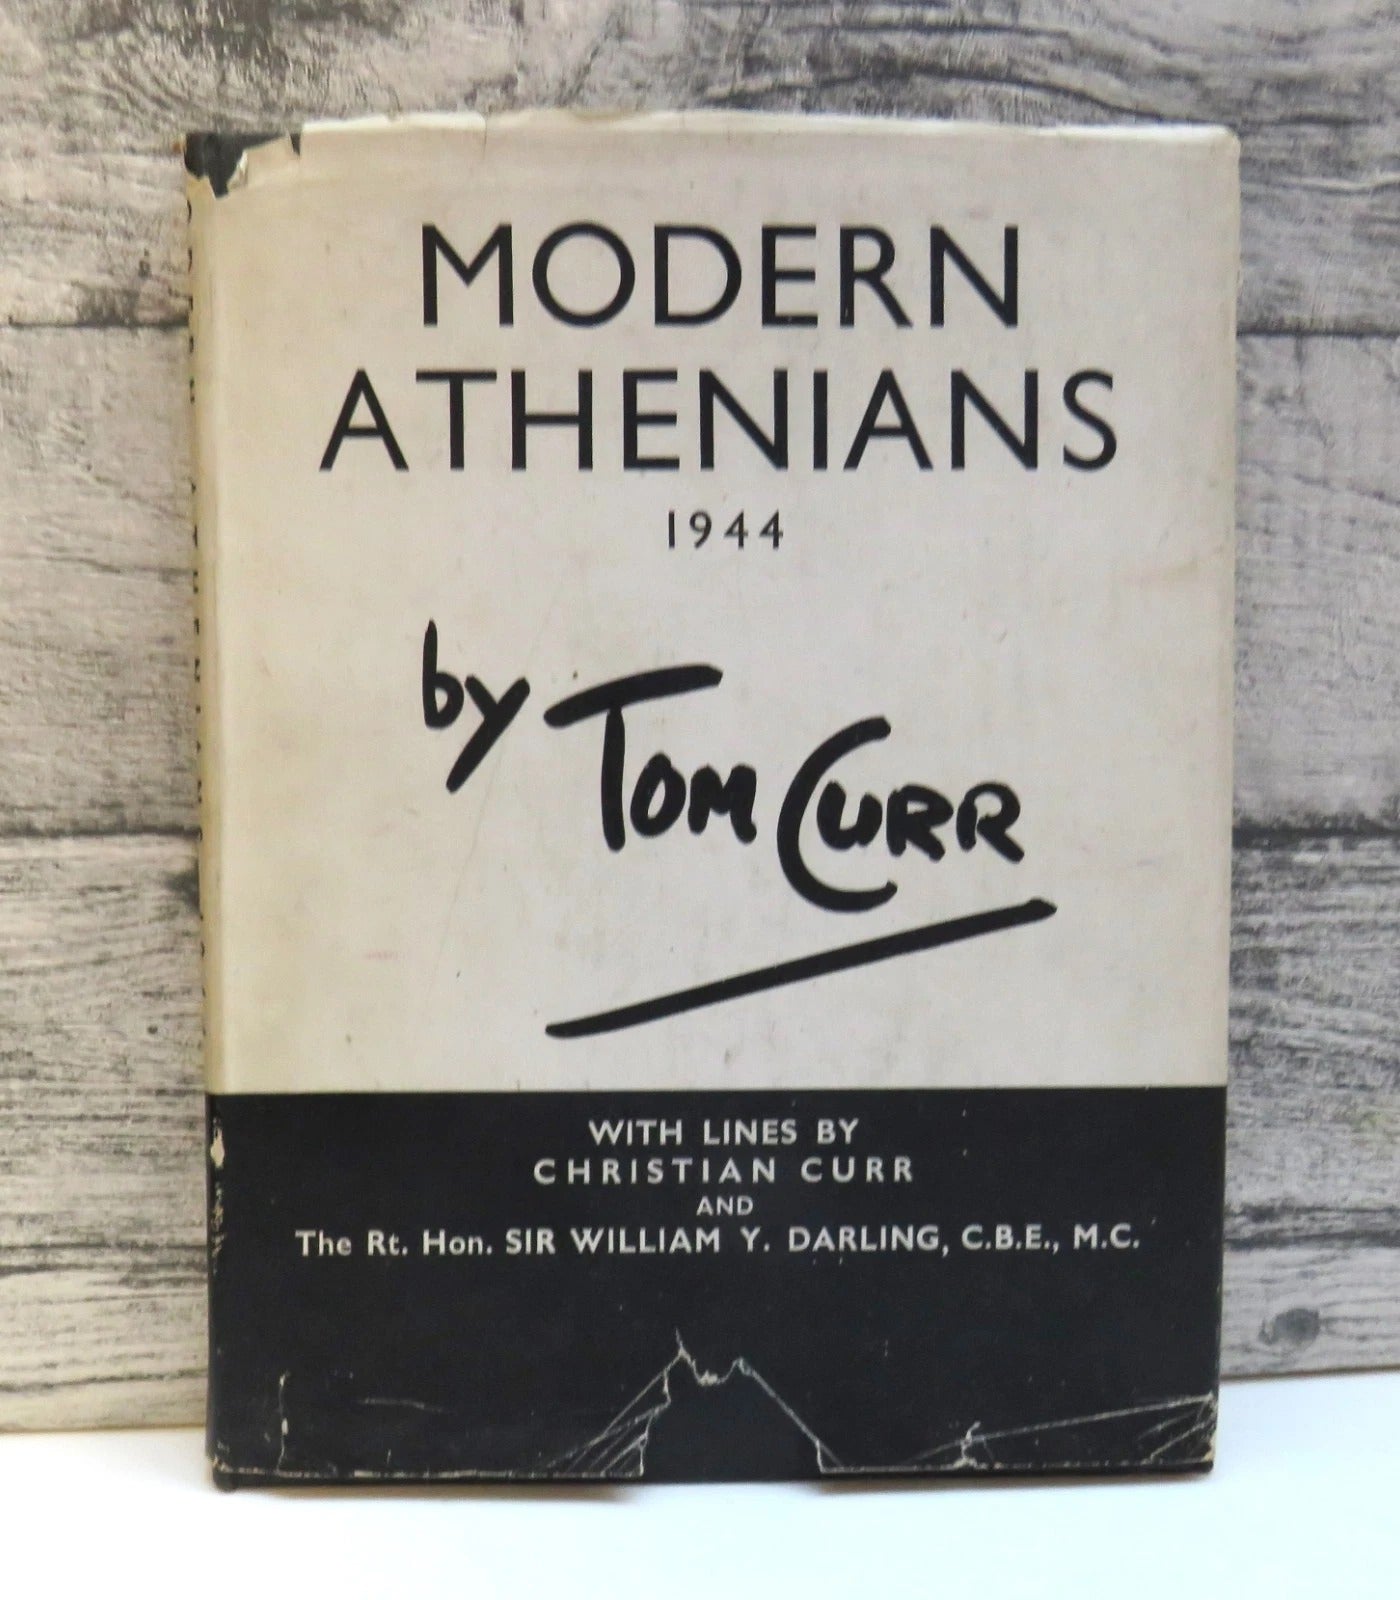 MODERN
ATHENIANS
1944
by TOM CURR
WITH LINES BY
CHRISTIAN CURR
AND
The Rt. Hon. SIR WILLIAM Y. DARLING, C.B.E., M.C.